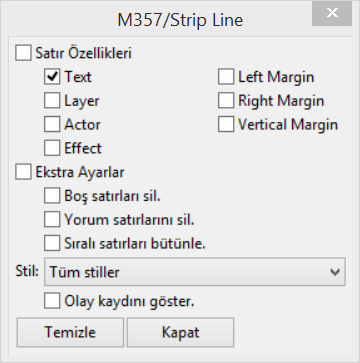 M357/Strip Line
Satır Özellikleri
Text Left Margin
Layer Right Margin
Actor Vertical Margin
Effect
Ekstra Ayarlar
Boş satırları sil.
Yorum satırlarını sil.
Sıralı satırları bütünle.
Stil: Tüm stiller
Olay kaydını göster.
Temizle Kapat